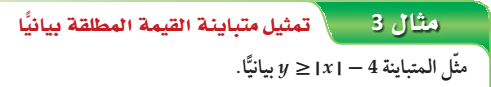 مثال 3 تمثيل متباينة القيمة المطلقة بيانيًّا
مثّل المتباينة y ≥ |x| − 4 بيانيًّا.